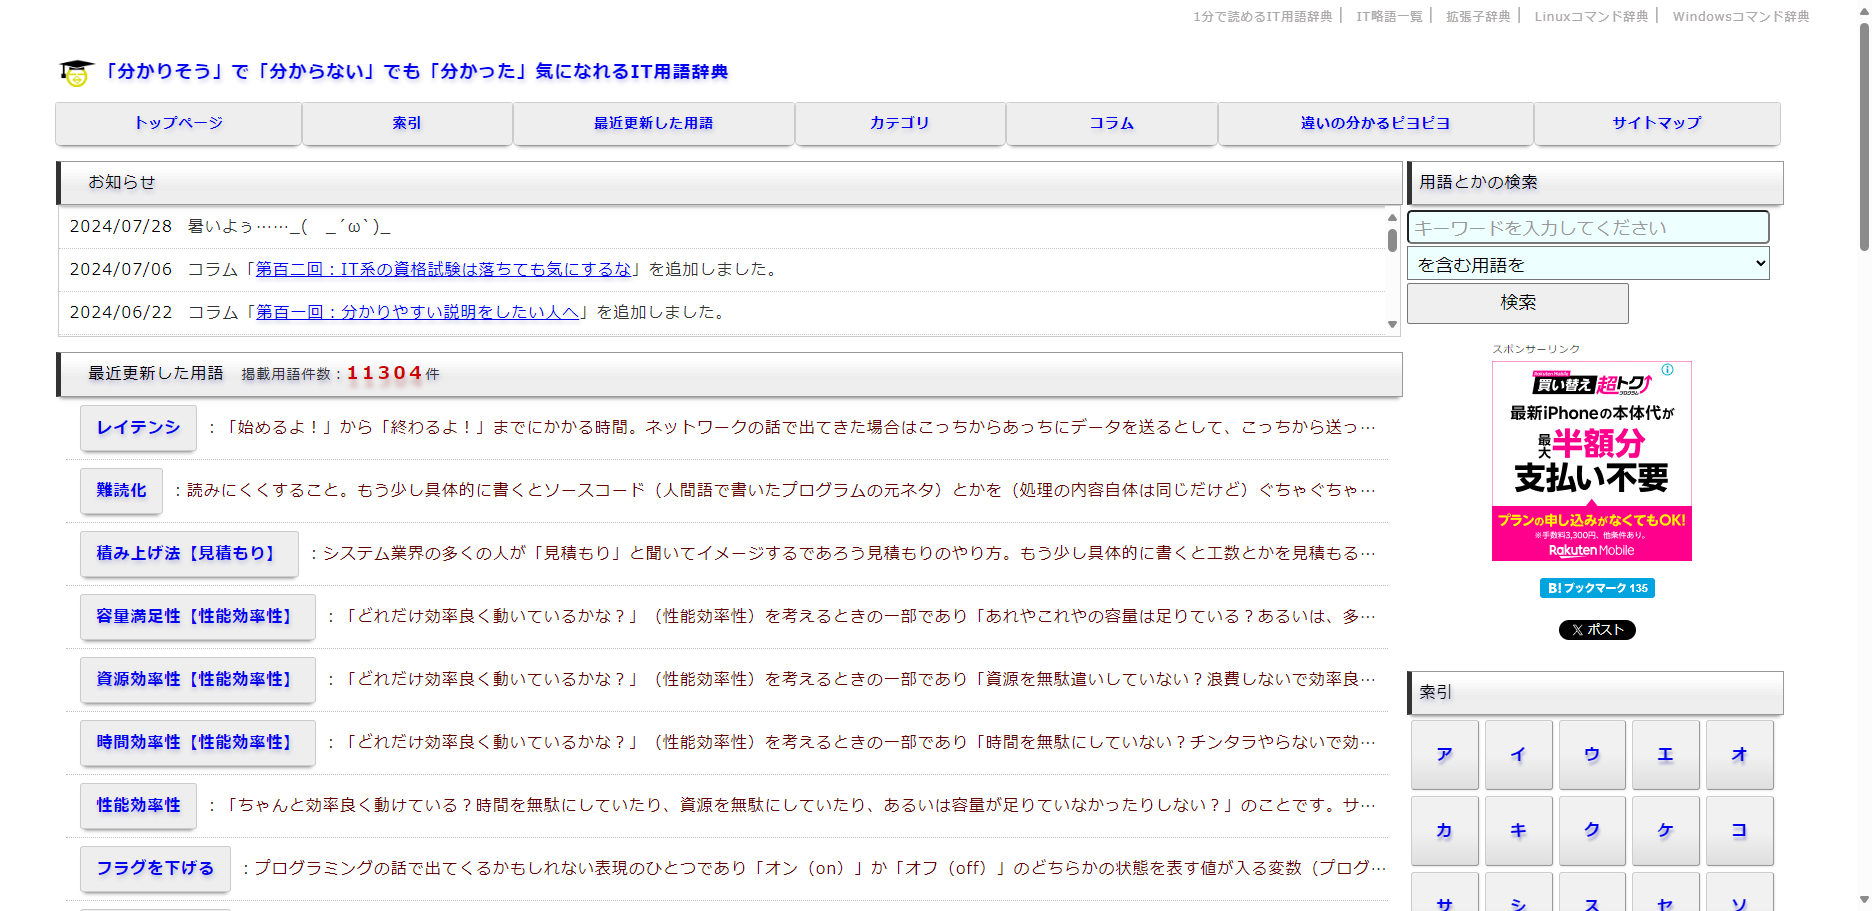 1分で読めるIT用語辞典 IT略語一覧 拡張子辞典 Linuxコマンド辞典 Windowsコマンド辞典
「分かりそう」で「分からない」でも「分かった」気になれるIT用語辞典
トップページ 索引 最近更新した用語 カテゴリ コラム 違いの分かるピヨピヨ サイトマップ
お知らせ
2024/07/28 暑いよぅ……_( _´ω`)_
2024/07/06 コラム「第百二回：IT系の資格試験は落ちても気にするな」を追加しました。
2024/06/22 コラム「第百一回：分かりやすい説明をしたい人へ」を追加しました。
最近更新した用語 掲載用語件数：11304件
レイテンシ ：「始めるよ！」から「終わるよ！」までにかかる時間。ネットワークの話で出てきた場合はこっちからあっちにデータを送るとして、こっちから送っ…
難読化 ：読みにくくすること。もう少し具体的に書くとソースコード（人間語で書いたプログラムの元ネタ）とかを（処理の内容自体は同じだけど）ぐちゃぐちゃ…
積み上げ法【見積もり】 ：システム業界の多くの人が「見積もり」と聞いてイメージするであろう見積もりのやり方。もう少し具体的に書くと工数とかを見積もる…
容量満足性【性能効率性】 ：「どれだけ効率良く動いているかな？」（性能効率性）を考えるときの一部であり「あれやこれやの容量は足りている？あるいは、多…
資源効率性【性能効率性】 ：「どれだけ効率良く動いているかな？」（性能効率性）を考えるときの一部であり「資源を無駄遣いしていない？浪費しないで効率良…
時間効率性【性能効率性】 ：「どれだけ効率良く動いているかな？」（性能効率性）を考えるときの一部であり「時間を無駄にしていない？チンタラやらないで効…
性能効率性 ：「ちゃんと効率良く動けている？時間を無駄にしていたり、資源を無駄にしていたり、あるいは容量が足りていなかったりしない？」のことです。サ…
フラグを下げる ：プログラミングの話で出てくるかもしれない表現のひとつであり「オン（on）」か「オフ（off）」のどちらかの状態を表す値が入る変数（プログ…
用語とかの検索
キーワードを入力してください
を含む用語を
検索
スポンサーリンク
Rakuten Mobile
買い替え超トク
プログラム
最新iPhoneの本体代が
最大半額分
支払い不要
プランの申し込みがなくてもOK!
※手数料3,300円、他条件あり。
Rakuten Mobile
B! ブックマーク 135
𝕏 ポスト
索引
ア イ ウ エ オ
カ キ ク ケ コ
サ シ ス セ ソ